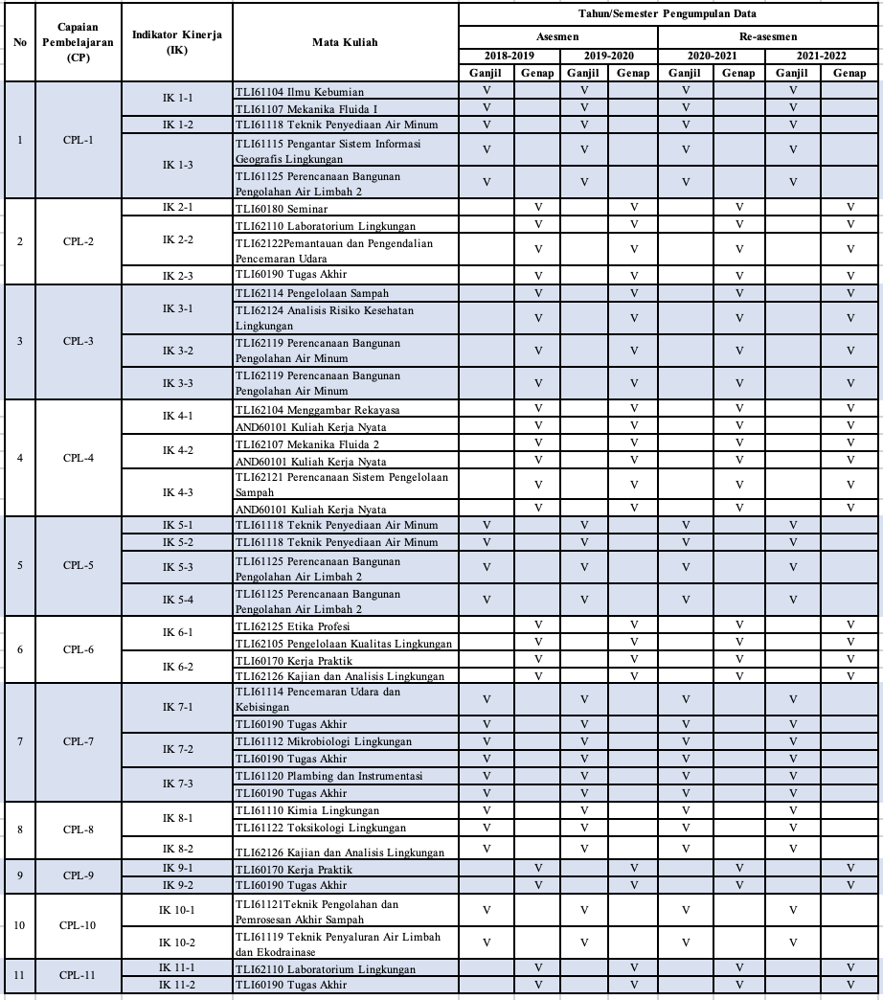 Tahun/Semester Pengumpulan Data
No Capaian Pembelajaran (CP) Indikator Kinerja (IK) Mata Kuliah
Asesmen Re-asesmen
2018-2019 2019-2020 2020-2021 2021-2022
Ganjil Genap Ganjil Genap Ganjil Genap Ganjil Genap
1 CPL-1
IK 1-1 TLI61104 Ilmu Kebumian V V V V
TLI61107 Mekanika Fluida I V V V V
IK 1-2 TLI61118 Teknik Penyediaan Air Minum V V V V
IK 1-3 TLI61115 Pengantar Sistem Informasi
Geografis Lingkungan V V V V
TLI61125 Perencanaan Bangunan
Pengolahan Air Limbah 2 V V V V
2 CPL-2
IK 2-1 TLI60180 Seminar V V V V
IK 2-2 TLI62110 Laboratorium Lingkungan V V V V
TLI62122Pemantauan dan Pengendalian
Pencemaran Udara V V V V
IK 2-3 TLI60190 Tugas Akhir V V V V
3 CPL-3
IK 3-1 TLI62114 Pengelolaan Sampah V V V V
TLI62124 Analisis Risiko Kesehatan
Lingkungan V V V V
IK 3-2 TLI62119 Perencanaan Bangunan
Pengolahan Air Minum V V V V
IK 3-3 TLI62119 Perencanaan Bangunan
Pengolahan Air Minum V V V V
4 CPL-4
IK 4-1 TLI62104 Menggambar Rekayasa V V V V
AND60101 Kuliah Kerja Nyata V V V V
IK 4-2 TLI62107 Mekanika Fluida 2 V V V V
AND60101 Kuliah Kerja Nyata V V V V
IK 4-3 TLI62121 Perencanaan Sistem Pengelolaan
Sampah V V V V
AND60101 Kuliah Kerja Nyata V V V V
5 CPL-5
IK 5-1 TLI61118 Teknik Penyediaan Air Minum V V V V
IK 5-2 TLI61118 Teknik Penyediaan Air Minum V V V V
IK 5-3 TLI61125 Perencanaan Bangunan
Pengolahan Air Limbah 2 V V V V
IK 5-4 TLI61125 Perencanaan Bangunan
Pengolahan Air Limbah 2 V V V V
6 CPL-6
IK 6-1 TLI62125 Etika Profesi V V V V
TLI62105 Pengelolaan Kualitas Lingkungan V V V V
IK 6-2 TLI60170 Kerja Praktik V V V V
TLI62126 Kajian dan Analisis Lingkungan V V V V
7 CPL-7
IK 7-1 TLI61114 Pencemaran Udara dan
Kebisingan V V V V
TLI60190 Tugas Akhir V V V V
IK 7-2 TLI61112 Mikrobiologi Lingkungan V V V V
TLI60190 Tugas Akhir V V V V
IK 7-3 TLI61120 Plambing dan Instrumentasi V V V V
TLI60190 Tugas Akhir V V V V
8 CPL-8
IK 8-1 TLI61110 Kimia Lingkungan V V V V
TLI61122 Toksikologi Lingkungan V V V V
IK 8-2 TLI62126 Kajian dan Analisis Lingkungan V V V V
9 CPL-9
IK 9-1 TLI60170 Kerja Praktik V V V V
IK 9-2 TLI60190 Tugas Akhir V V V V
10 CPL-10
IK 10-1 TLI61121Teknik Pengolahan dan
Pemrosesan Akhir Sampah V V V V
IK 10-2 TLI61119 Teknik Penyaluran Air Limbah
dan Ekodrainase V V V V
11 CPL-11
IK 11-1 TLI62110 Laboratorium Lingkungan V V V V
IK 11-2 TLI60190 Tugas Akhir V V V V